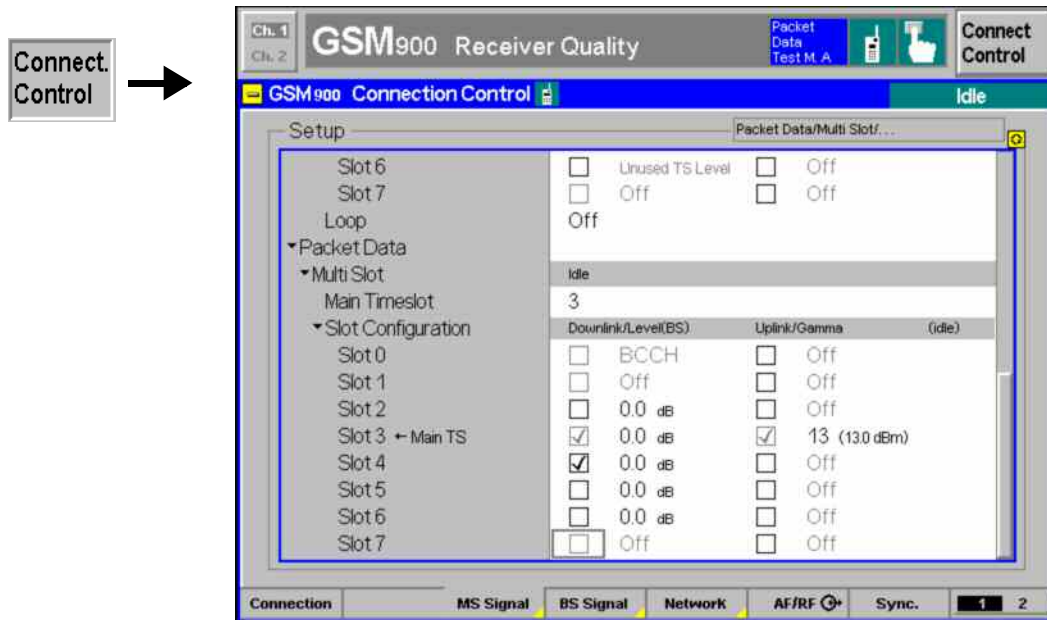 Connect.
Control
Ch. 1
Ch. 2
GSM900 Receiver Quality
Packet
Data
Test M. A
Connect
Control
GSM900 Connection Control
Idle
Setup
Packet Data/Multi Slot/...
Slot 6 Unused TS Level Off
Slot 7 Off Off
Loop Off
Packet Data
Multi Slot Idle
Main Timeslot 3
Slot Configuration Downlink/Level(BS) Uplink/Gamma (idle)
Slot 0 BCCH Off
Slot 1 Off Off
Slot 2 0.0 dB Off
Slot 3 ← Main TS 0.0 dB 13 (13.0 dBm)
Slot 4 0.0 dB Off
Slot 5 0.0 dB Off
Slot 6 0.0 dB Off
Slot 7 Off Off
Connection MS Signal BS Signal Network AF/RF Sync. 1 2